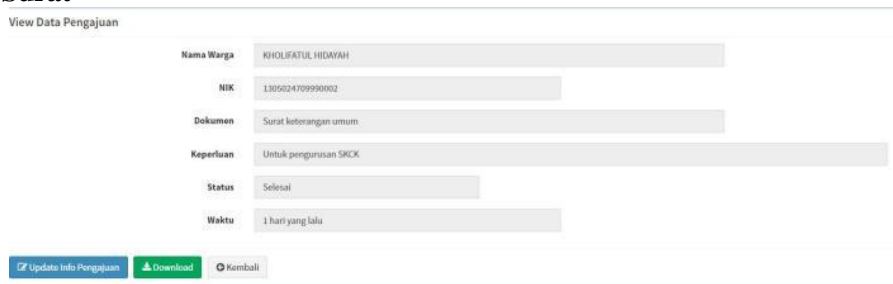 Surat
View Data Pengajuan
Nama Warga KHOLIFATUL HIDAYAH
NIK 1305024709990002
Dokumen Surat keterangan umum
Keperluan Untuk pengurusan SKCK
Status Selesai
Waktu 1 hari yang lalu
Update Info Pengajuan Download Kembali